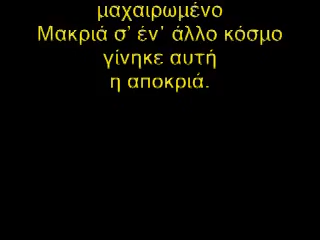 μαχαιρωμένο
Μακριά σ' έν' άλλο κόσμο
γίνηκε αυτή
η αποκριά.